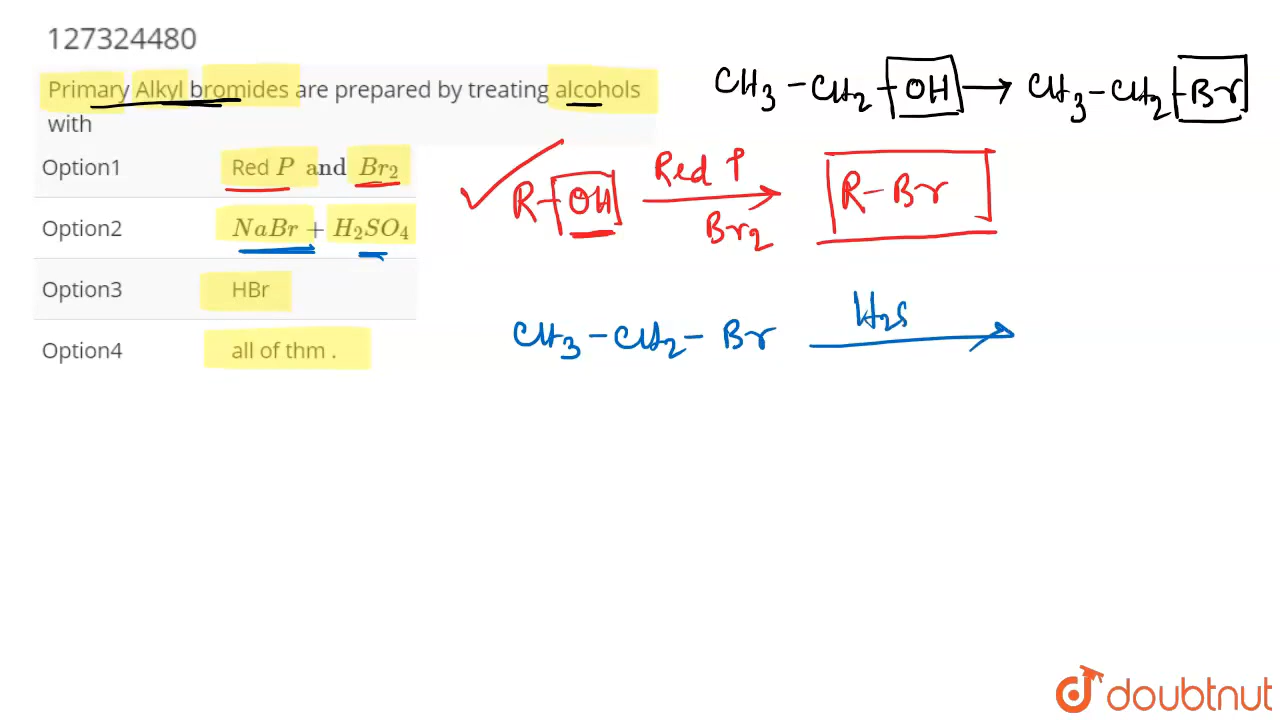 127324480
Primary Alkyl bromides are prepared by treating alcohols
with
Option1 Red P and Br₂
Option2 NaBr + H₂SO₄
Option3 HBr
Option4 all of thm .
CH₃ – CH₂ – OH → CH₃ – CH₂ – Br
R – OH Red P Br₂ → R – Br
CH₃ – CH₂ – Br H₂S →
doubtnut